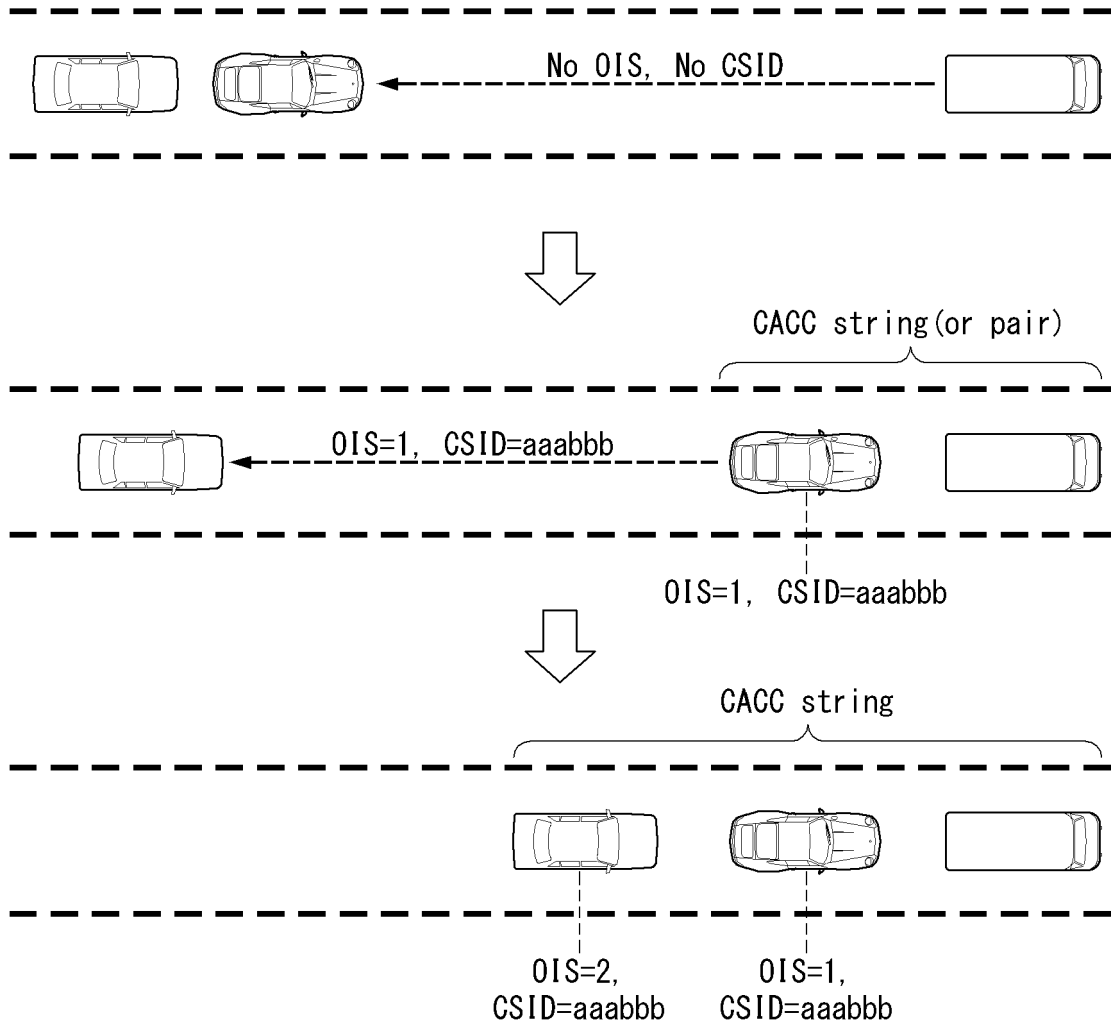 No OIS, No CSID
CACC string(or pair)
OIS=1, CSID=aaabbb
OIS=1, CSID=aaabbb
CACC string
OIS=2,
CSID=aaabbb
OIS=1,
CSID=aaabbb